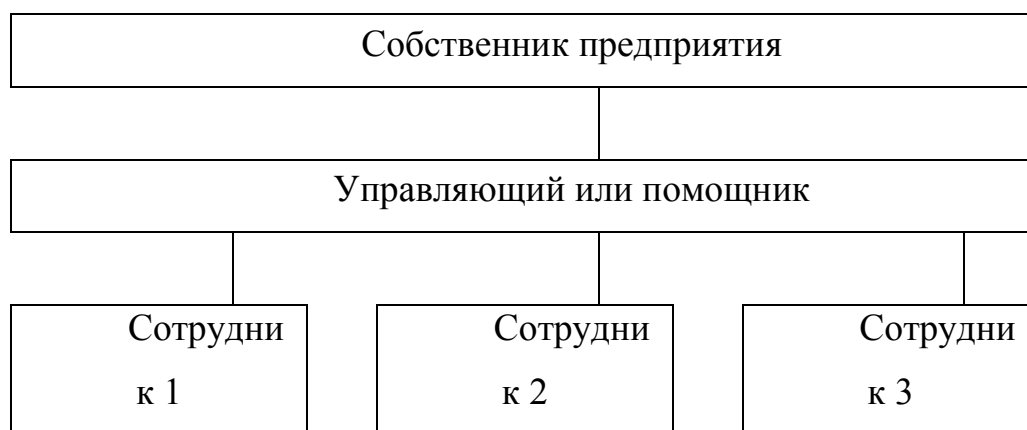 Собственник предприятия
Управляющий или помощник
Сотрудни
к 1
Сотрудни
к 2
Сотрудни
к 3